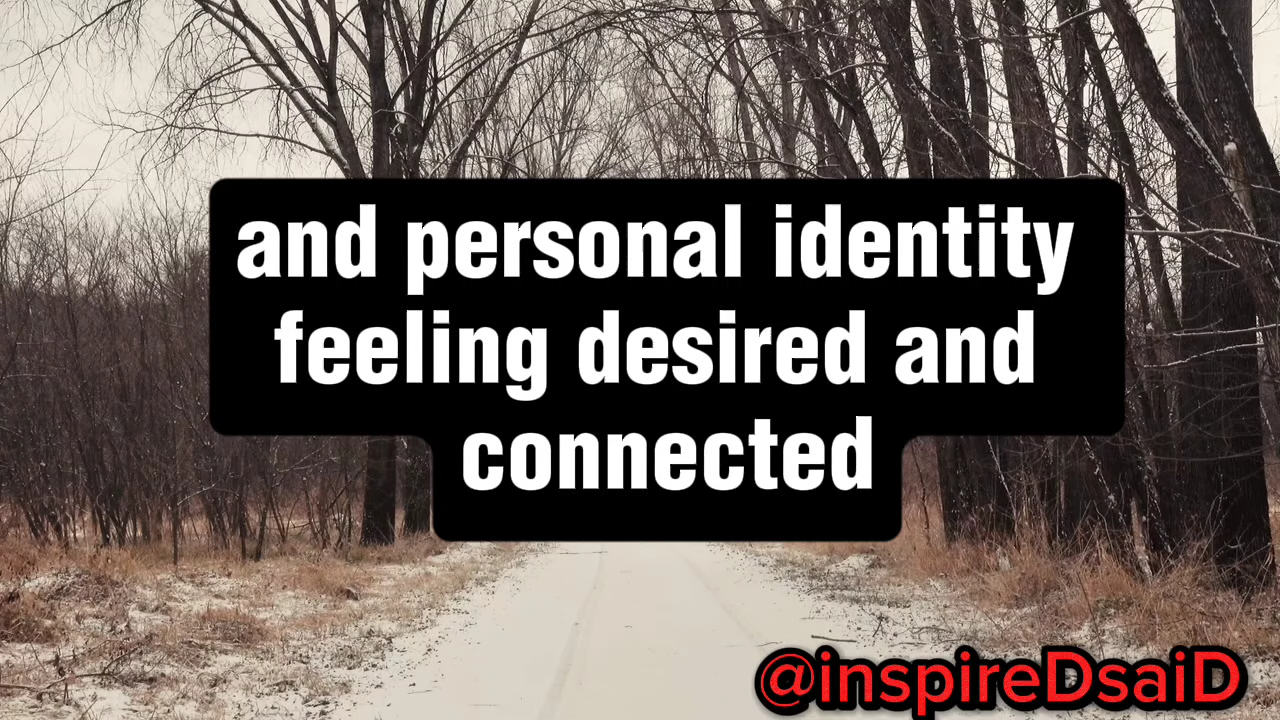 and personal identity
feeling desired and
connected
@inspireDsaiD